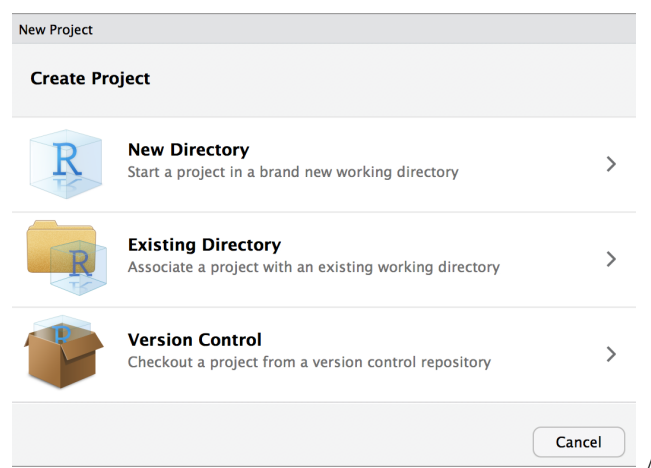 New Project
Create Project
R
New Directory
Start a project in a brand new working directory
R
Existing Directory
Associate a project with an existing working directory
R
Version Control
Checkout a project from a version control repository
Cancel